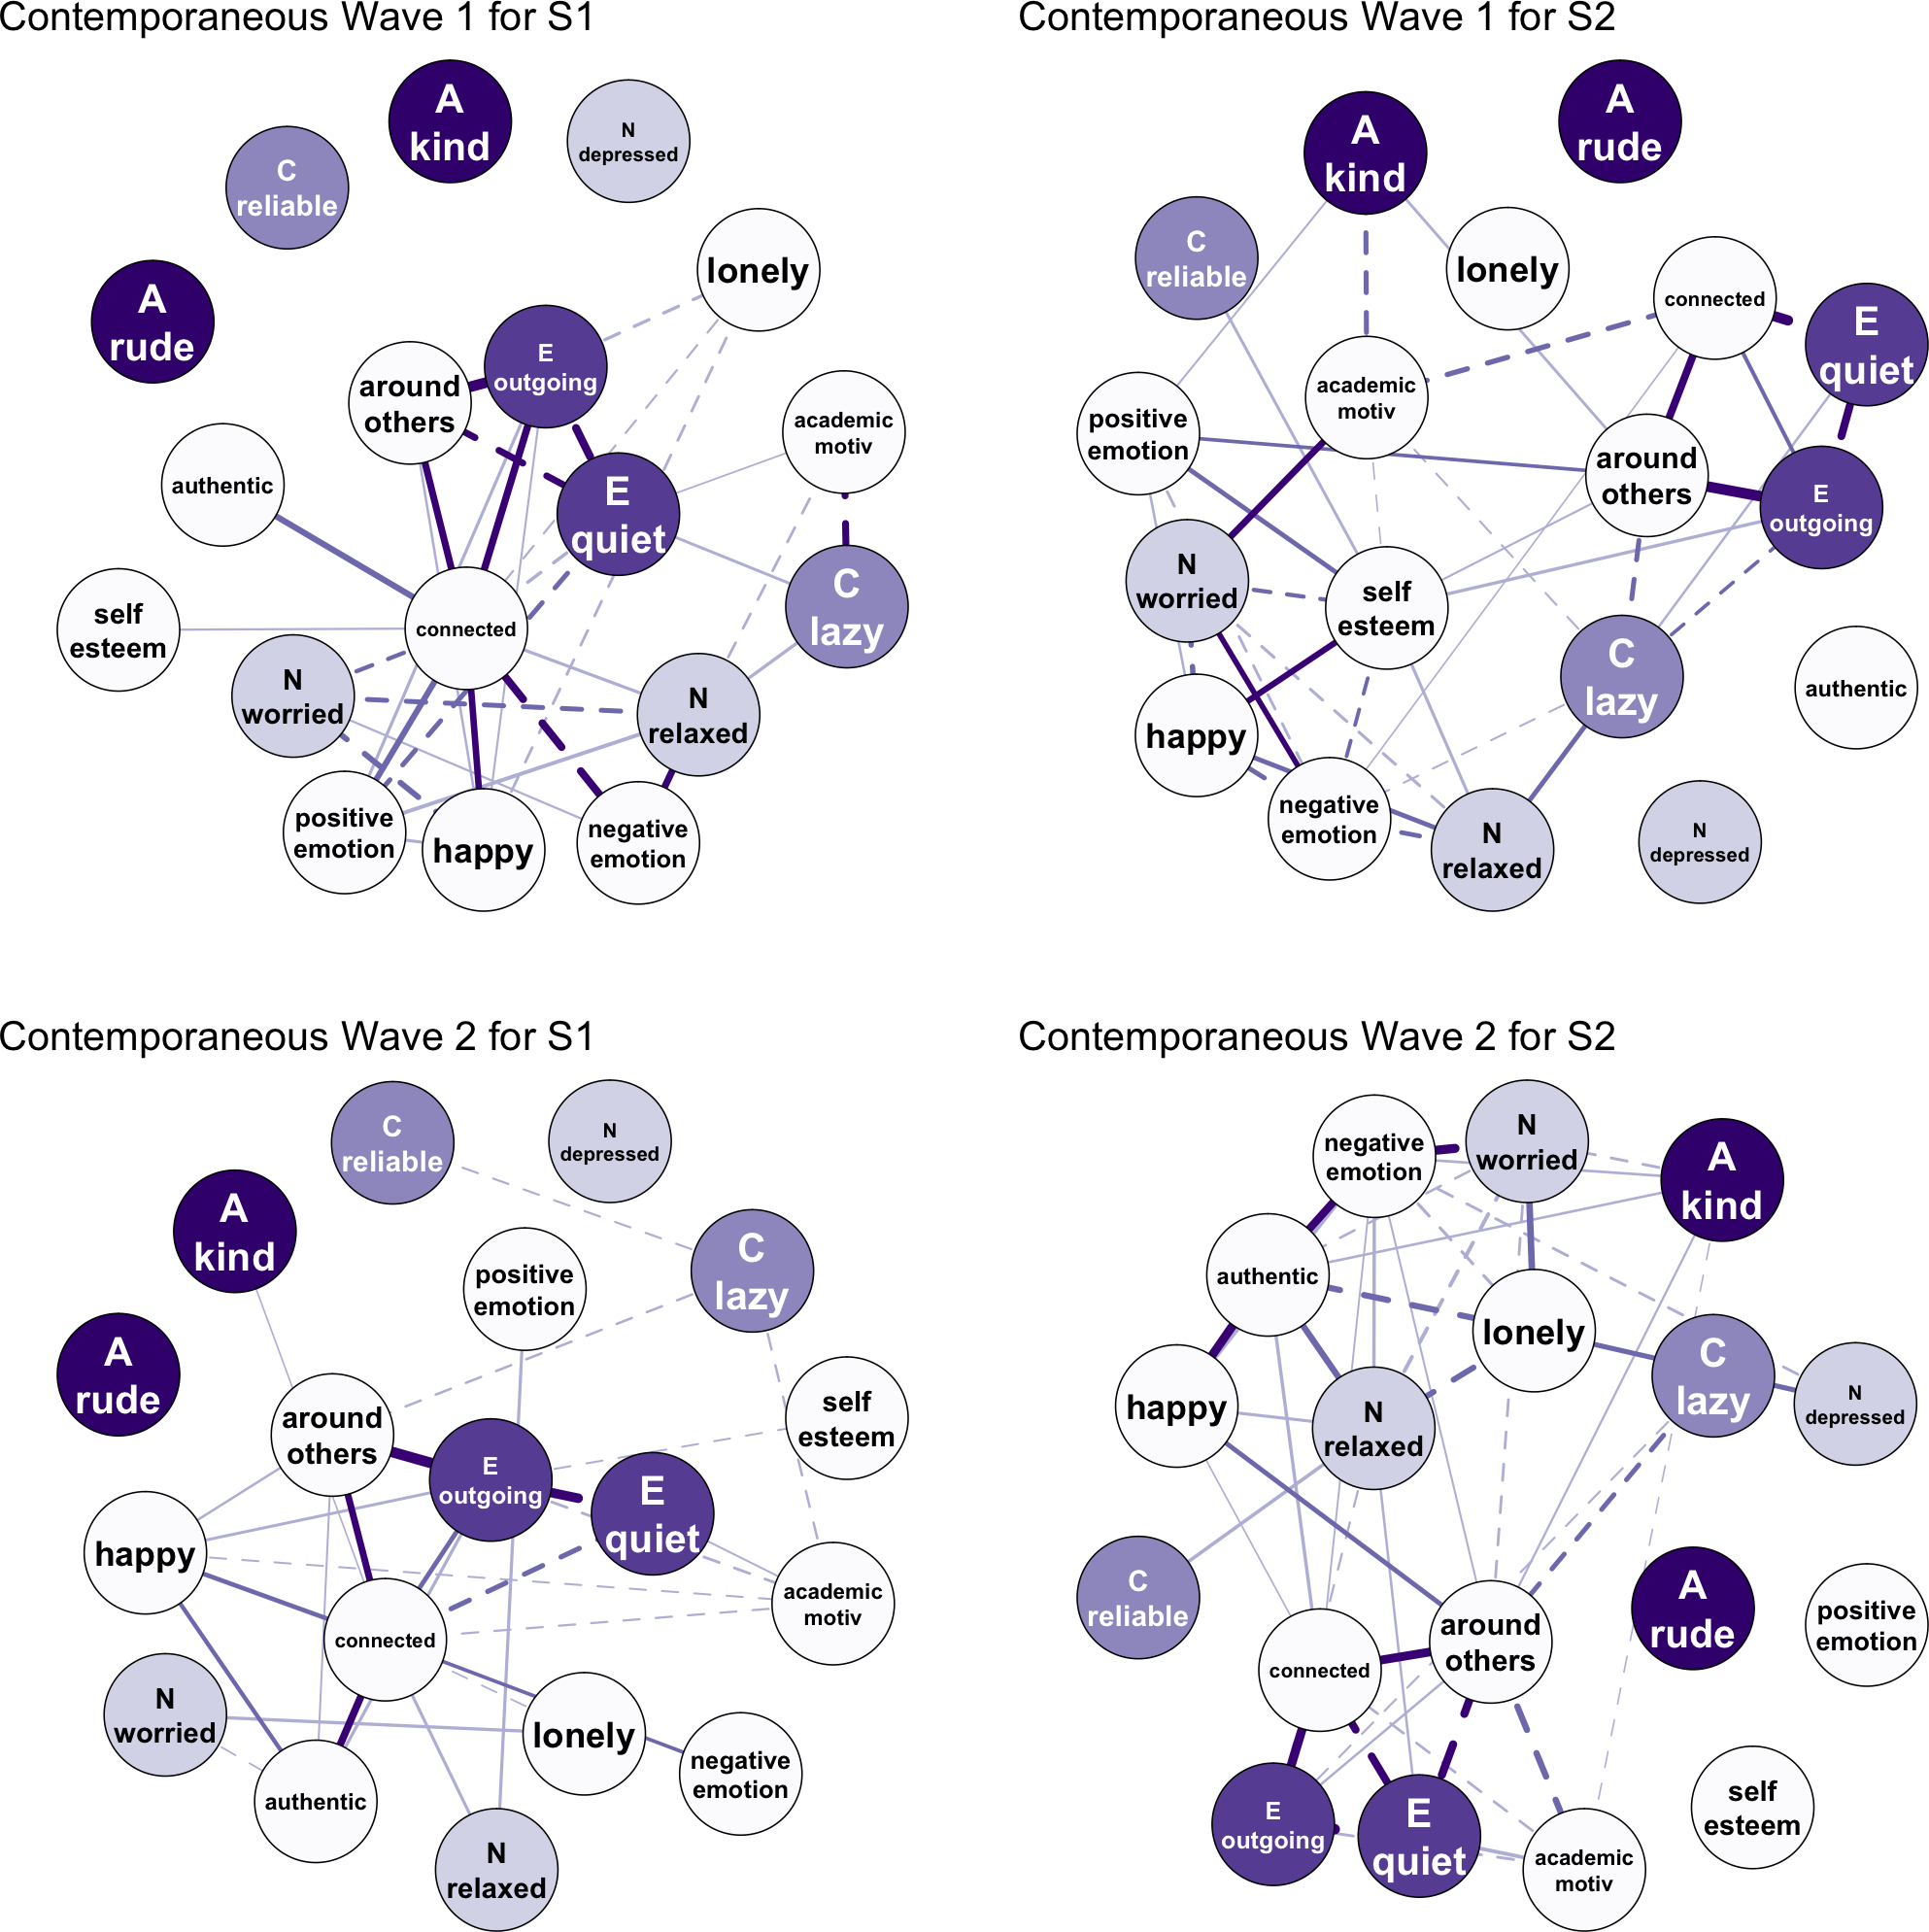 Contemporaneous Wave 1 for S1
A
kind
N
depressed
C
reliable
lonely
A
rude
E
outgoing
around
others
academic
motiv
authentic
E
quiet
C
lazy
self
esteem
connected
N
worried
N
relaxed
positive
emotion
happy
negative
emotion
Contemporaneous Wave 1 for S2
A
rude
A
kind
C
reliable
lonely
connected
E
quiet
academic
motiv
positive
emotion
around
others
E
outgoing
N
worried
self
esteem
C
lazy
authentic
happy
negative
emotion
N
relaxed
N
depressed
Contemporaneous Wave 2 for S1
C
reliable
N
depressed
A
kind
C
lazy
positive
emotion
A
rude
around
others
self
esteem
E
outgoing
E
quiet
happy
academic
motiv
connected
N
worried
lonely
negative
emotion
authentic
N
relaxed
Contemporaneous Wave 2 for S2
negative
emotion
N
worried
A
kind
authentic
lonely
C
lazy
N
depressed
happy
N
relaxed
C
reliable
A
rude
positive
emotion
around
others
connected
self
esteem
E
outgoing
E
quiet
academic
motiv